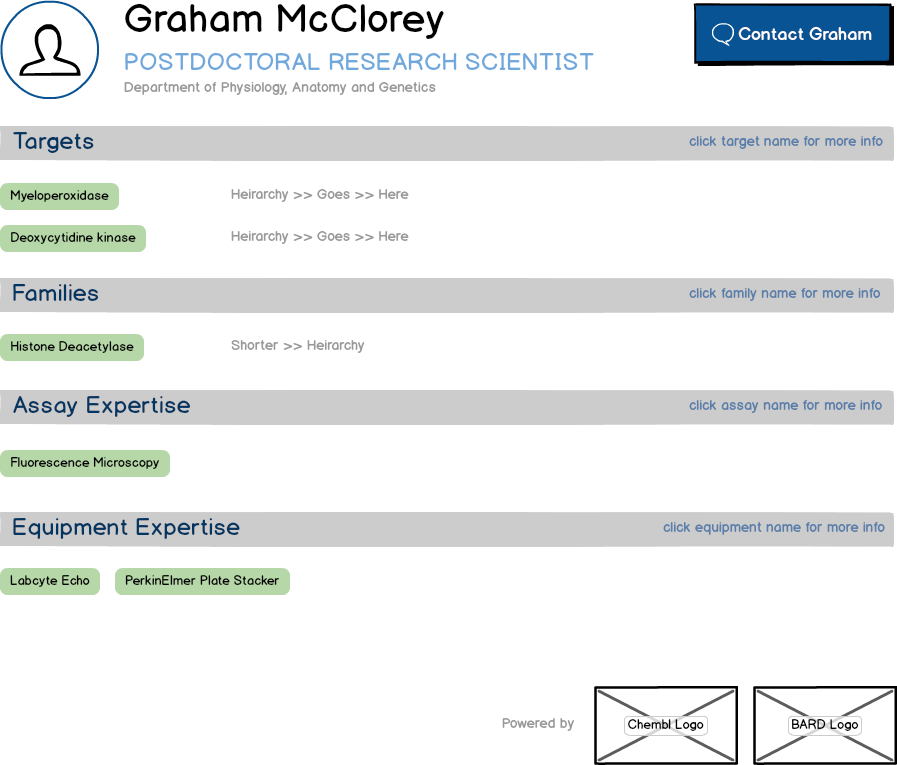 Graham McClorey
Contact Graham
POSTDOCTORAL RESEARCH SCIENTIST
Department of Physiology, Anatomy and Genetics
Targets
click target name for more info
Myeloperoxidase
Heirarchy >> Goes >> Here
Deoxycytidine kinase
Heirarchy >> Goes >> Here
Families
click family name for more info
Histone Deacetylase
Shorter >> Heirarchy
Assay Expertise
click assay name for more info
Fluorescence Microscopy
Equipment Expertise
click equipment name for more info
Labcyte Echo
PerkinElmer Plate Stacker
Powered by
Chembl Logo
BARD Logo